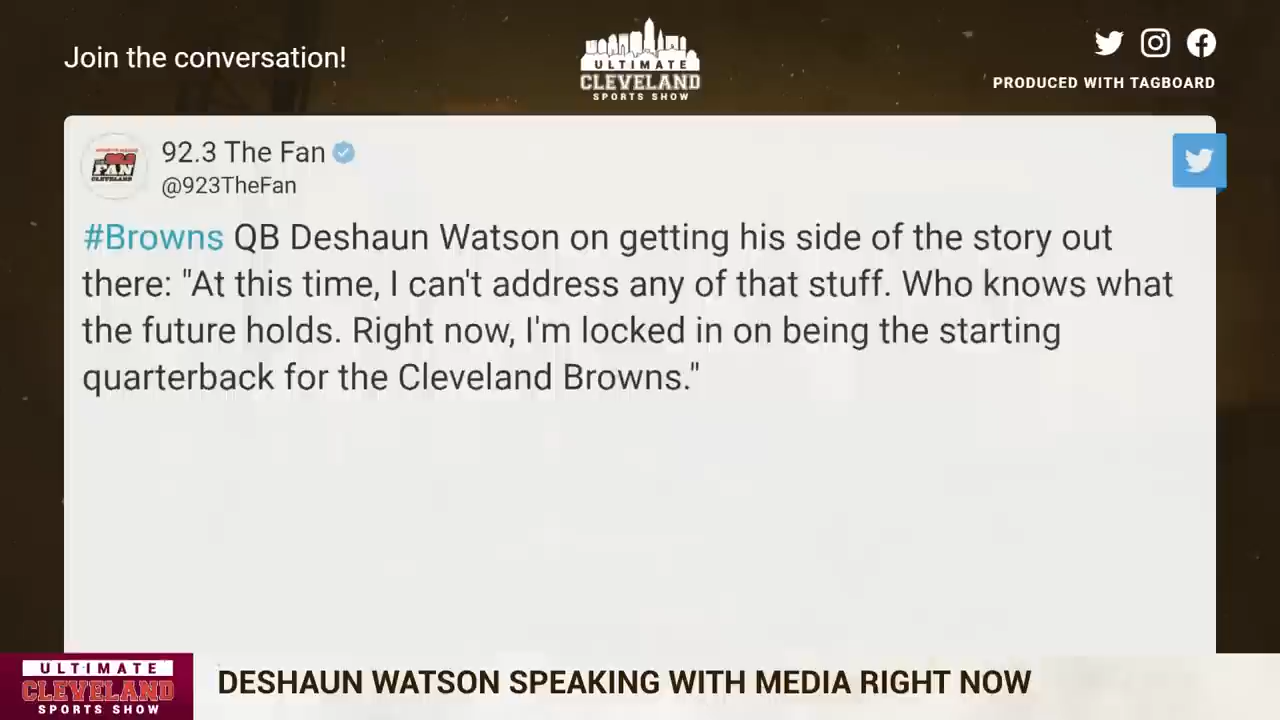 Join the conversation!
ULTIMATE
CLEVELAND
SPORTS SHOW
PRODUCED WITH TAGBOARD
FAN
CLEVELAND
92.3 The Fan
@923TheFan
#Browns QB Deshaun Watson on getting his side of the story out
there: "At this time, I can't address any of that stuff. Who knows what
the future holds. Right now, I'm locked in on being the starting
quarterback for the Cleveland Browns."
ULTIMATE
CLEVELAND
SPORTS SHOW
DESHAUN WATSON SPEAKING WITH MEDIA RIGHT NOW